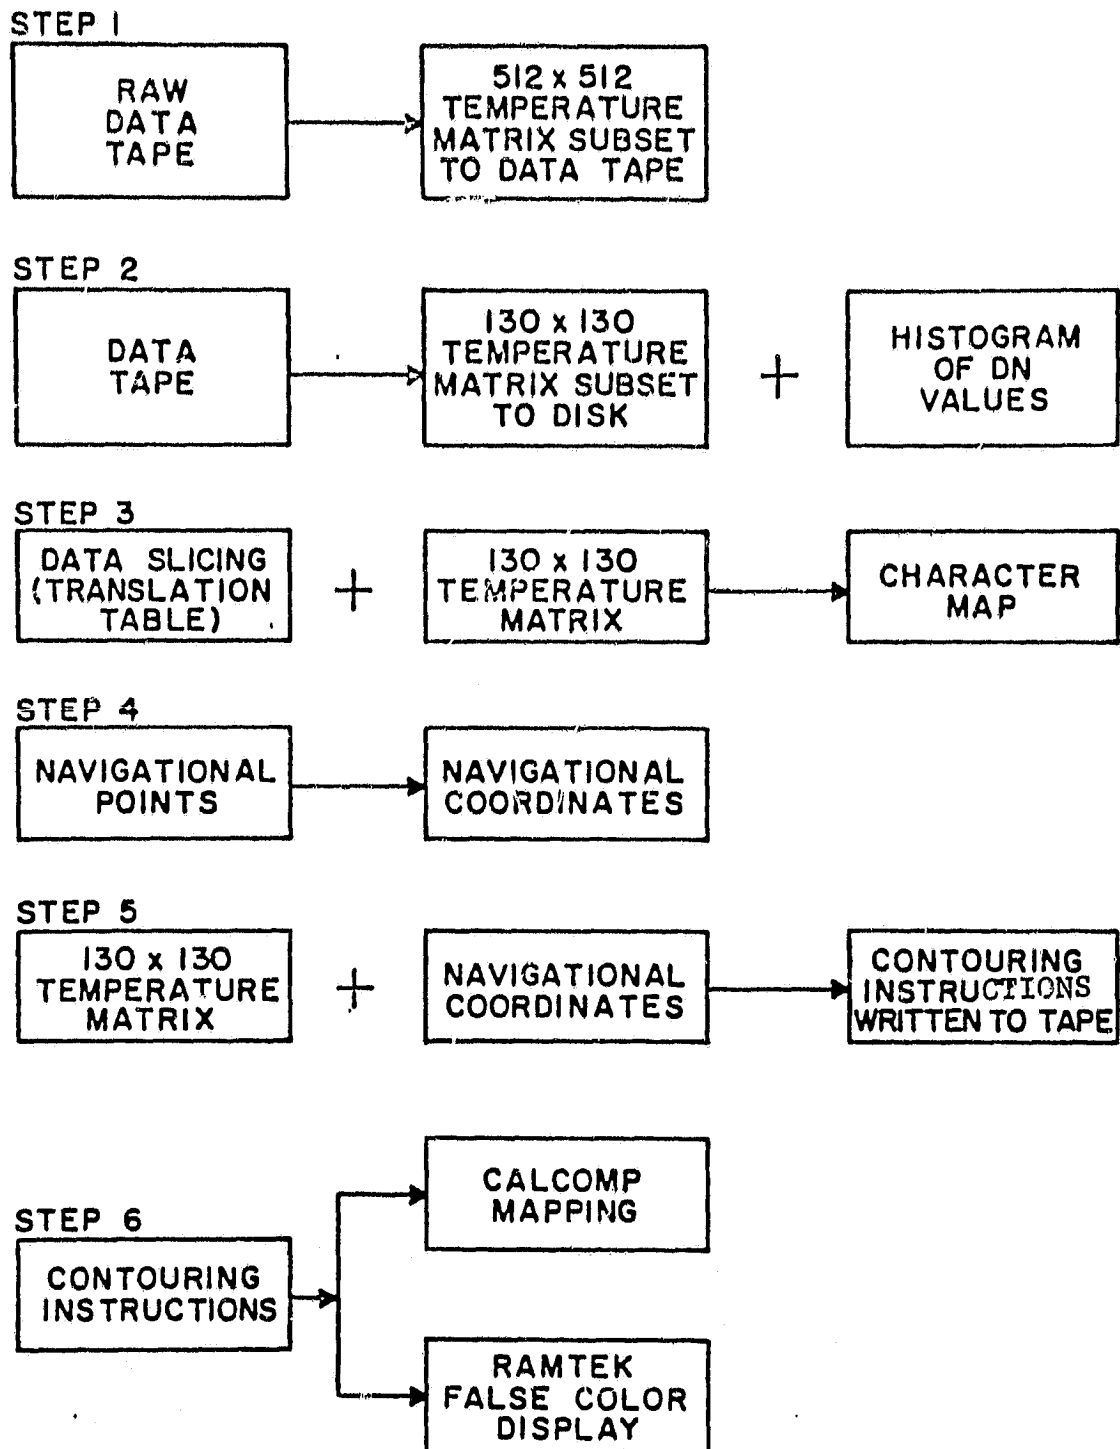 STEP 1
RAW
DATA
TAPE
512 x 512
TEMPERATURE
MATRIX SUBSET
TO DATA TAPE
STEP 2
DATA
TAPE
130 x 130
TEMPERATURE
MATRIX SUBSET
TO DISK
+
HISTOGRAM
OF DN
VALUES
STEP 3
DATA SLICING
(TRANSLATION
TABLE)
+
130 x 130
TEMPERATURE
MATRIX
CHARACTER
MAP
STEP 4
NAVIGATIONAL
POINTS
NAVIGATIONAL
COORDINATES
STEP 5
130 x 130
TEMPERATURE
MATRIX
+
NAVIGATIONAL
COORDINATES
CONTOURING
INSTRUCTIONS
WRITTEN TO TAPE
STEP 6
CONTOURING
INSTRUCTIONS
CALCOMP
MAPPING
RAMTEK
FALSE COLOR
DISPLAY